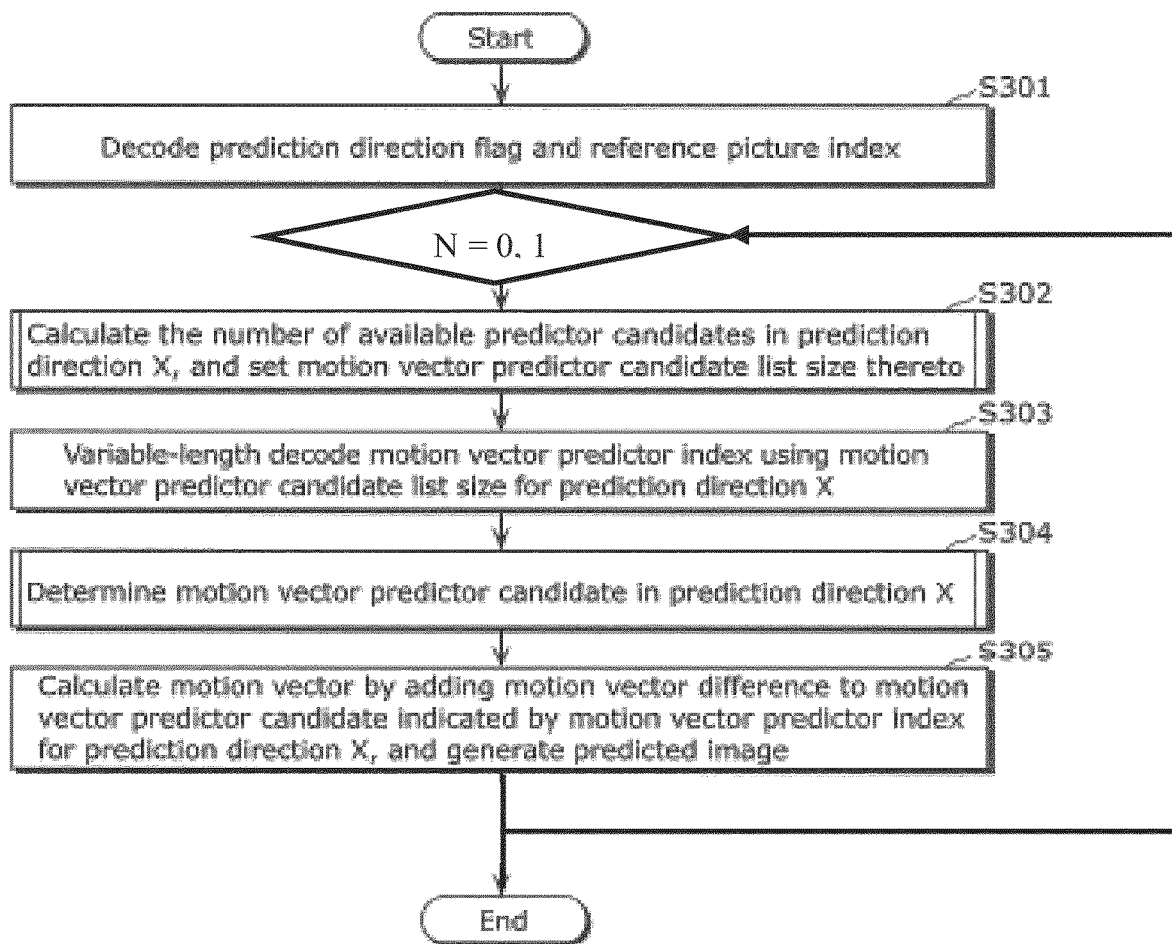 Start
S301
Decode prediction direction flag and reference picture index
N = 0, 1
S302
Calculate the number of available predictor candidates in prediction
direction X, and set motion vector predictor candidate list size thereto
S303
Variable-length decode motion vector predictor index using motion
vector predictor candidate list size for prediction direction X
S304
Determine motion vector predictor candidate in prediction direction X
S305
Calculate motion vector by adding motion vector difference to motion
vector predictor candidate indicated by motion vector predictor index
for prediction direction X, and generate predicted image
End